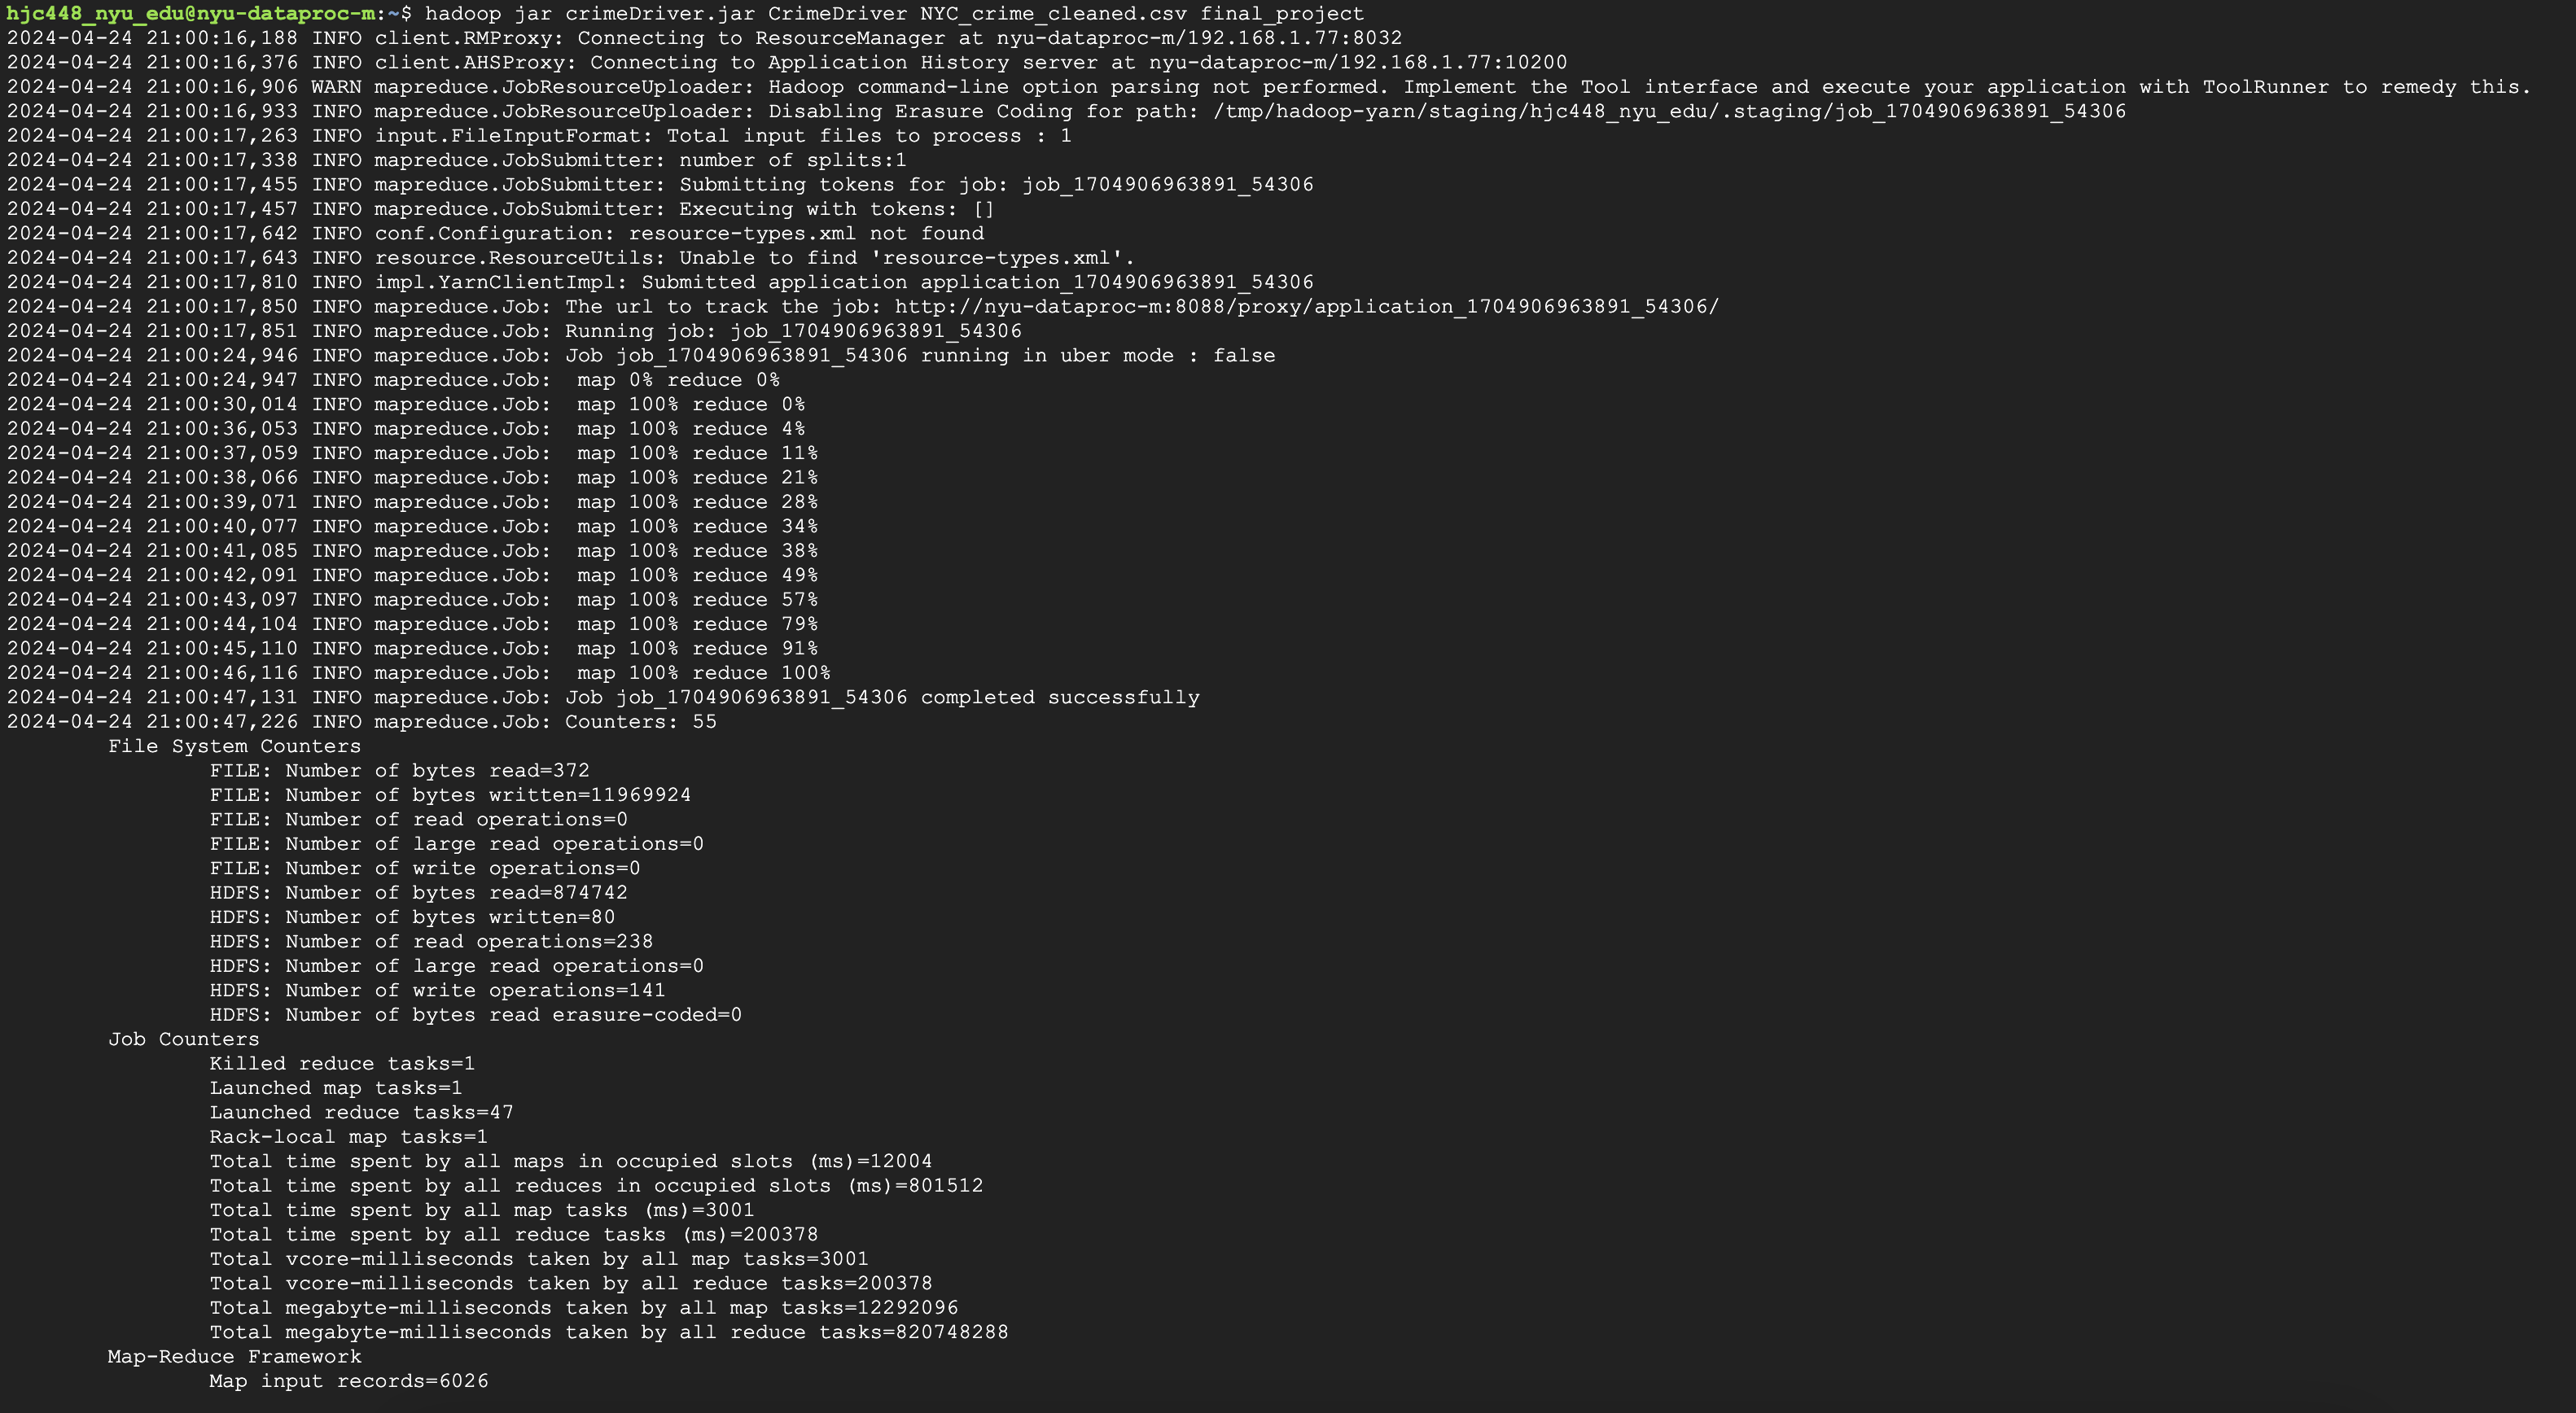 hjc448_nyu_edu@nyu-dataproc-m:~$ hadoop jar crimeDriver.jar CrimeDriver NYC_crime_cleaned.csv final_project
2024-04-24 21:00:16,188 INFO client.RMProxy: Connecting to ResourceManager at nyu-dataproc-m/192.168.1.77:8032
2024-04-24 21:00:16,376 INFO client.AHSProxy: Connecting to Application History server at nyu-dataproc-m/192.168.1.77:10200
2024-04-24 21:00:16,906 WARN mapreduce.JobResourceUploader: Hadoop command-line option parsing not performed. Implement the Tool interface and execute your application with ToolRunner to remedy this.
2024-04-24 21:00:16,933 INFO mapreduce.JobResourceUploader: Disabling Erasure Coding for path: /tmp/hadoop-yarn/staging/hjc448_nyu_edu/.staging/job_1704906963891_54306
2024-04-24 21:00:17,263 INFO input.FileInputFormat: Total input files to process : 1
2024-04-24 21:00:17,338 INFO mapreduce.JobSubmitter: number of splits:1
2024-04-24 21:00:17,455 INFO mapreduce.JobSubmitter: Submitting tokens for job: job_1704906963891_54306
2024-04-24 21:00:17,457 INFO mapreduce.JobSubmitter: Executing with tokens: []
2024-04-24 21:00:17,642 INFO conf.Configuration: resource-types.xml not found
2024-04-24 21:00:17,643 INFO resource.ResourceUtils: Unable to find 'resource-types.xml'.
2024-04-24 21:00:17,810 INFO impl.YarnClientImpl: Submitted application application_1704906963891_54306
2024-04-24 21:00:17,850 INFO mapreduce.Job: The url to track the job: http://nyu-dataproc-m:8088/proxy/application_1704906963891_54306/
2024-04-24 21:00:17,851 INFO mapreduce.Job: Running job: job_1704906963891_54306
2024-04-24 21:00:24,946 INFO mapreduce.Job: Job job_1704906963891_54306 running in uber mode : false
2024-04-24 21:00:24,947 INFO mapreduce.Job:  map 0% reduce 0%
2024-04-24 21:00:30,014 INFO mapreduce.Job:  map 100% reduce 0%
2024-04-24 21:00:36,053 INFO mapreduce.Job:  map 100% reduce 4%
2024-04-24 21:00:37,059 INFO mapreduce.Job:  map 100% reduce 11%
2024-04-24 21:00:38,066 INFO mapreduce.Job:  map 100% reduce 21%
2024-04-24 21:00:39,071 INFO mapreduce.Job:  map 100% reduce 28%
2024-04-24 21:00:40,077 INFO mapreduce.Job:  map 100% reduce 34%
2024-04-24 21:00:41,085 INFO mapreduce.Job:  map 100% reduce 38%
2024-04-24 21:00:42,091 INFO mapreduce.Job:  map 100% reduce 49%
2024-04-24 21:00:43,097 INFO mapreduce.Job:  map 100% reduce 57%
2024-04-24 21:00:44,104 INFO mapreduce.Job:  map 100% reduce 79%
2024-04-24 21:00:45,110 INFO mapreduce.Job:  map 100% reduce 91%
2024-04-24 21:00:46,116 INFO mapreduce.Job:  map 100% reduce 100%
2024-04-24 21:00:47,131 INFO mapreduce.Job: Job job_1704906963891_54306 completed successfully
2024-04-24 21:00:47,226 INFO mapreduce.Job: Counters: 55
File System Counters
FILE: Number of bytes read=372
FILE: Number of bytes written=11969924
FILE: Number of read operations=0
FILE: Number of large read operations=0
FILE: Number of write operations=0
HDFS: Number of bytes read=874742
HDFS: Number of bytes written=80
HDFS: Number of read operations=238
HDFS: Number of large read operations=0
HDFS: Number of write operations=141
HDFS: Number of bytes read erasure-coded=0
Job Counters
Killed reduce tasks=1
Launched map tasks=1
Launched reduce tasks=47
Rack-local map tasks=1
Total time spent by all maps in occupied slots (ms)=12004
Total time spent by all reduces in occupied slots (ms)=801512
Total time spent by all map tasks (ms)=3001
Total time spent by all reduce tasks (ms)=200378
Total vcore-milliseconds taken by all map tasks=3001
Total vcore-milliseconds taken by all reduce tasks=200378
Total megabyte-milliseconds taken by all map tasks=12292096
Total megabyte-milliseconds taken by all reduce tasks=820748288
Map-Reduce Framework
Map input records=6026